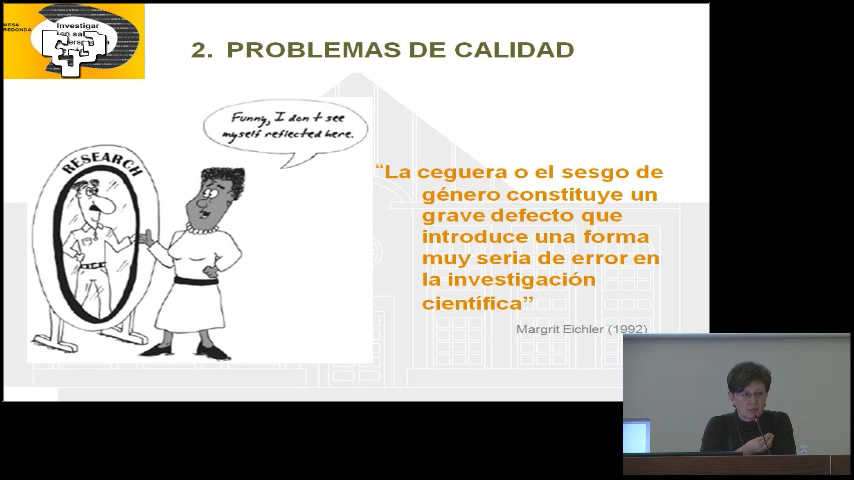 MESA
REDONDA
Investigar
en sa
2. PROBLEMAS DE CALIDAD
Funny, I don't see
myself reflected here.
RESEARCH
“La ceguera o el sesgo de
género constituye un
grave defecto que
introduce una forma
muy seria de error en
la investigación
científica”
Margrit Eichler (1992)